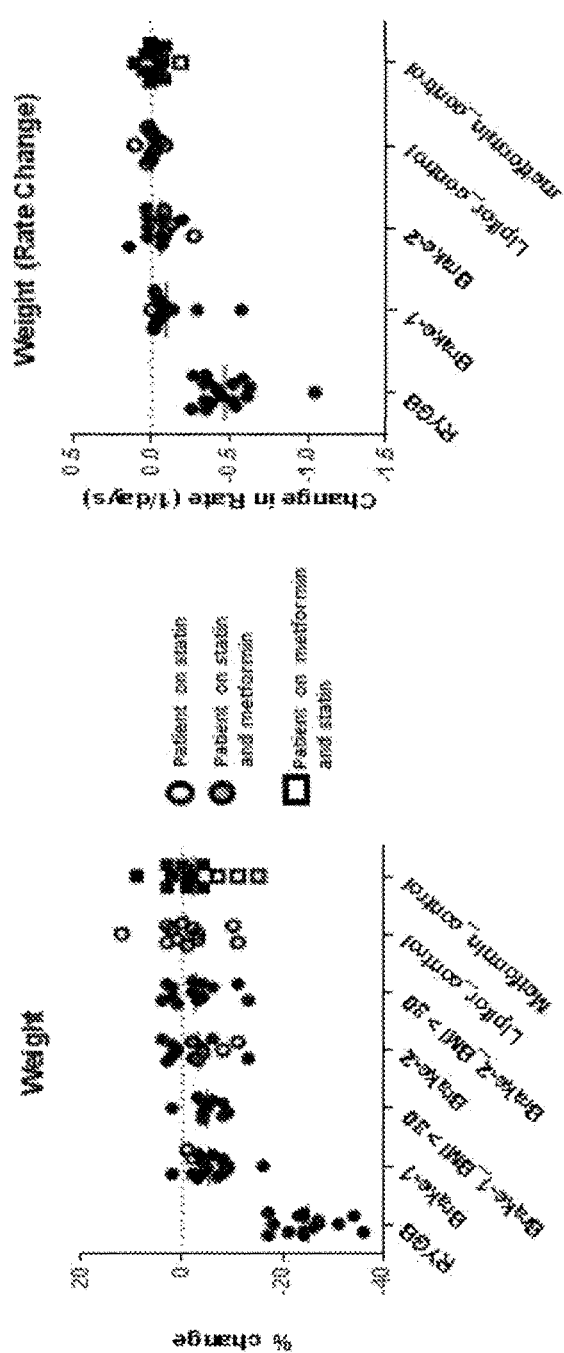 Weight
% change
20
0
-20
-40
RYGB
Brake-1
Brake-1_BMI > 30
Brake-2
Brake-2_BMI > 30
Lipitor_control
Metformin_control
Patient on statin
Patient on statin
and metformin
Patient on metformin
and statin
Weight (Rate Change)
Change in Rate (1/days)
0.5
0.0
-0.5
-1.0
-1.5
RYGB
Brake-1
Brake-2
Lipitor_control
metformin_control